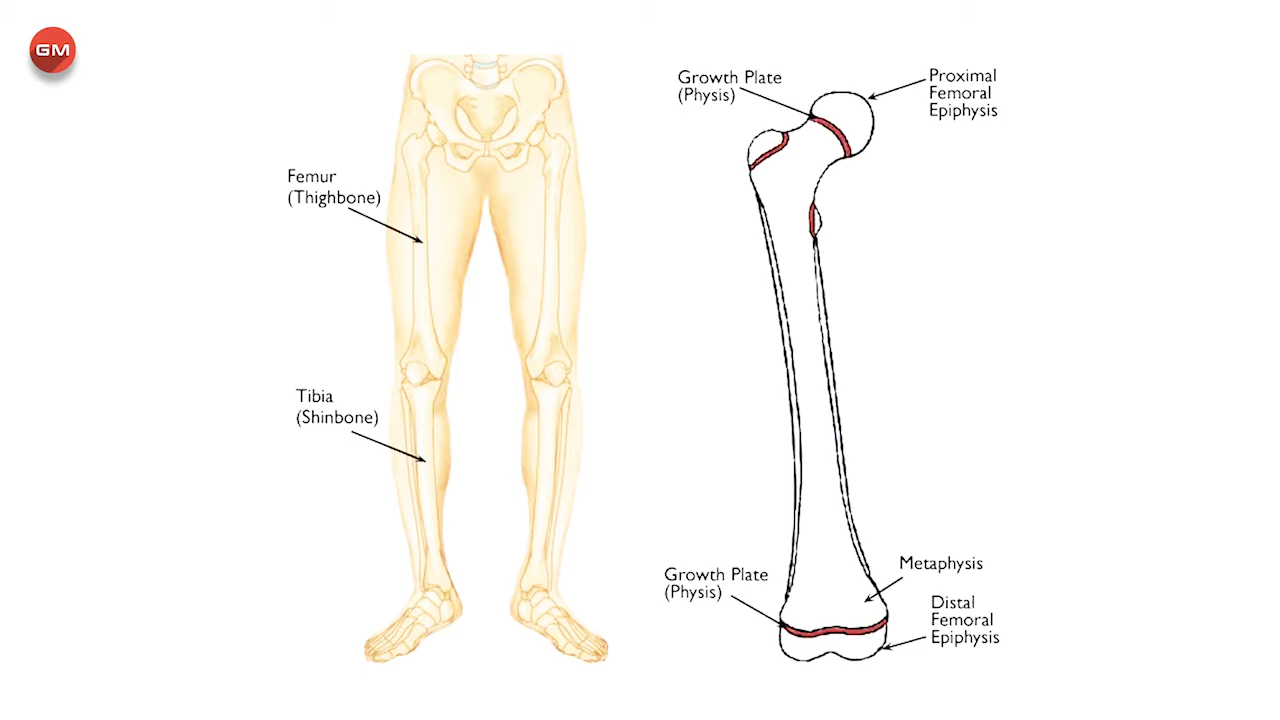 GM
Femur
(Thighbone)
Tibia
(Shinbone)
Growth Plate
(Physis)
Proximal
Femoral
Epiphysis
Growth Plate
(Physis)
Metaphysis
Distal
Femoral
Epiphysis